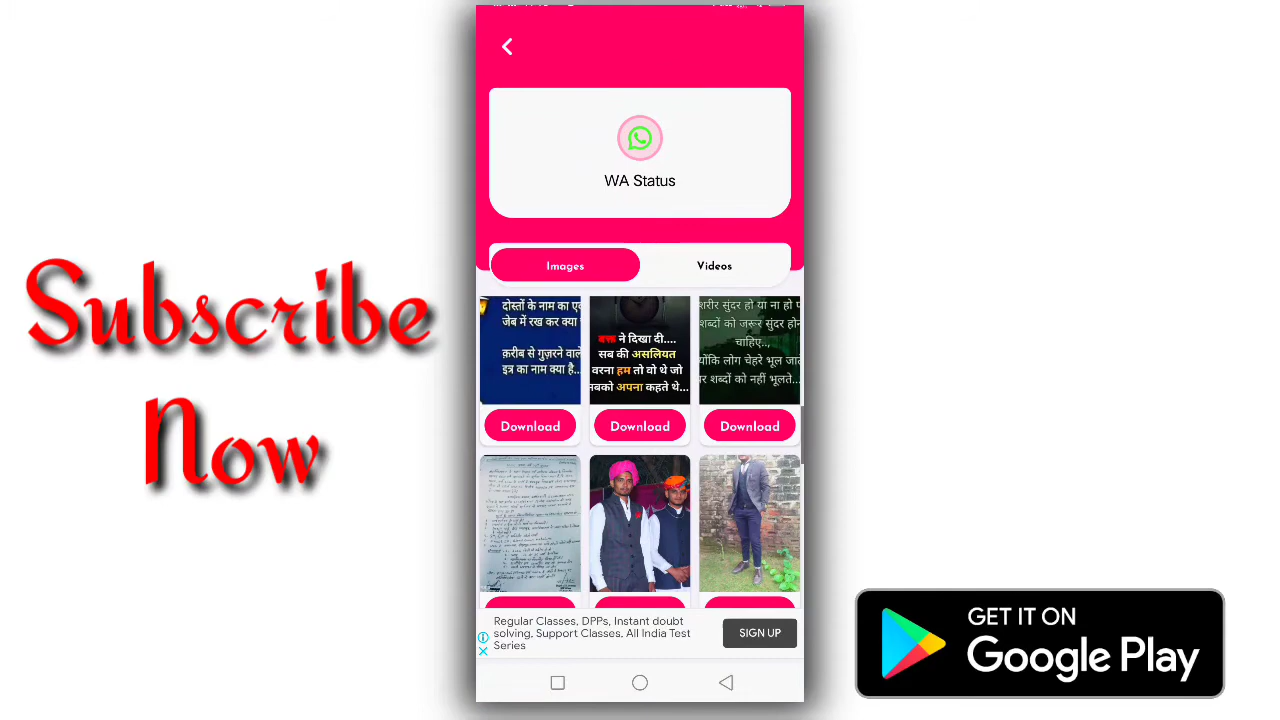 WA Status
Images
Videos
दोस्तों के नाम का
जेब में रख कर क्या
क़रीब से गुज़रने वाले
इत्र का नाम क्या है...
वक्त ने दिखा दी....
सब की असलियत
वरना हम तो वो थे जो
सबको अपना कहते थे...
शरीर सुंदर हो या ना हो
शब्दों को जरूर सुंदर
चाहिए..,
क्योंकि लोग चेहरे भूल
पर शब्दों को नहीं भूलते...
Download
Download
Download
Subscribe
Now
Regular Classes, DPPs, Instant doubt
solving, Support Classes, All India Test
Series
SIGN UP
GET IT ON
Google Play